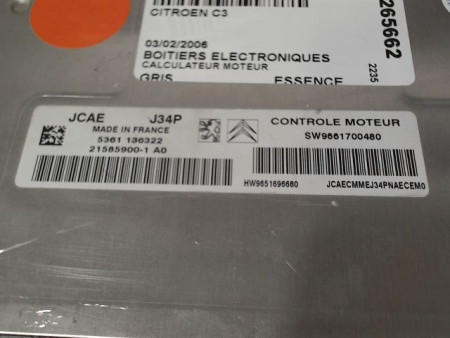 CITROEN C3
03/02/2006
BOITIERS ELECTRONIQUES
CALCULATEUR MOTEUR
GRIS ESSENCE
265662
2235
JCAE J34P
MADE IN FRANCE
5361 136322
21585900-1 A0
CONTROLE MOTEUR
SW9661700480
HW9651696680
JCAECMMEJ34PNAECEM0